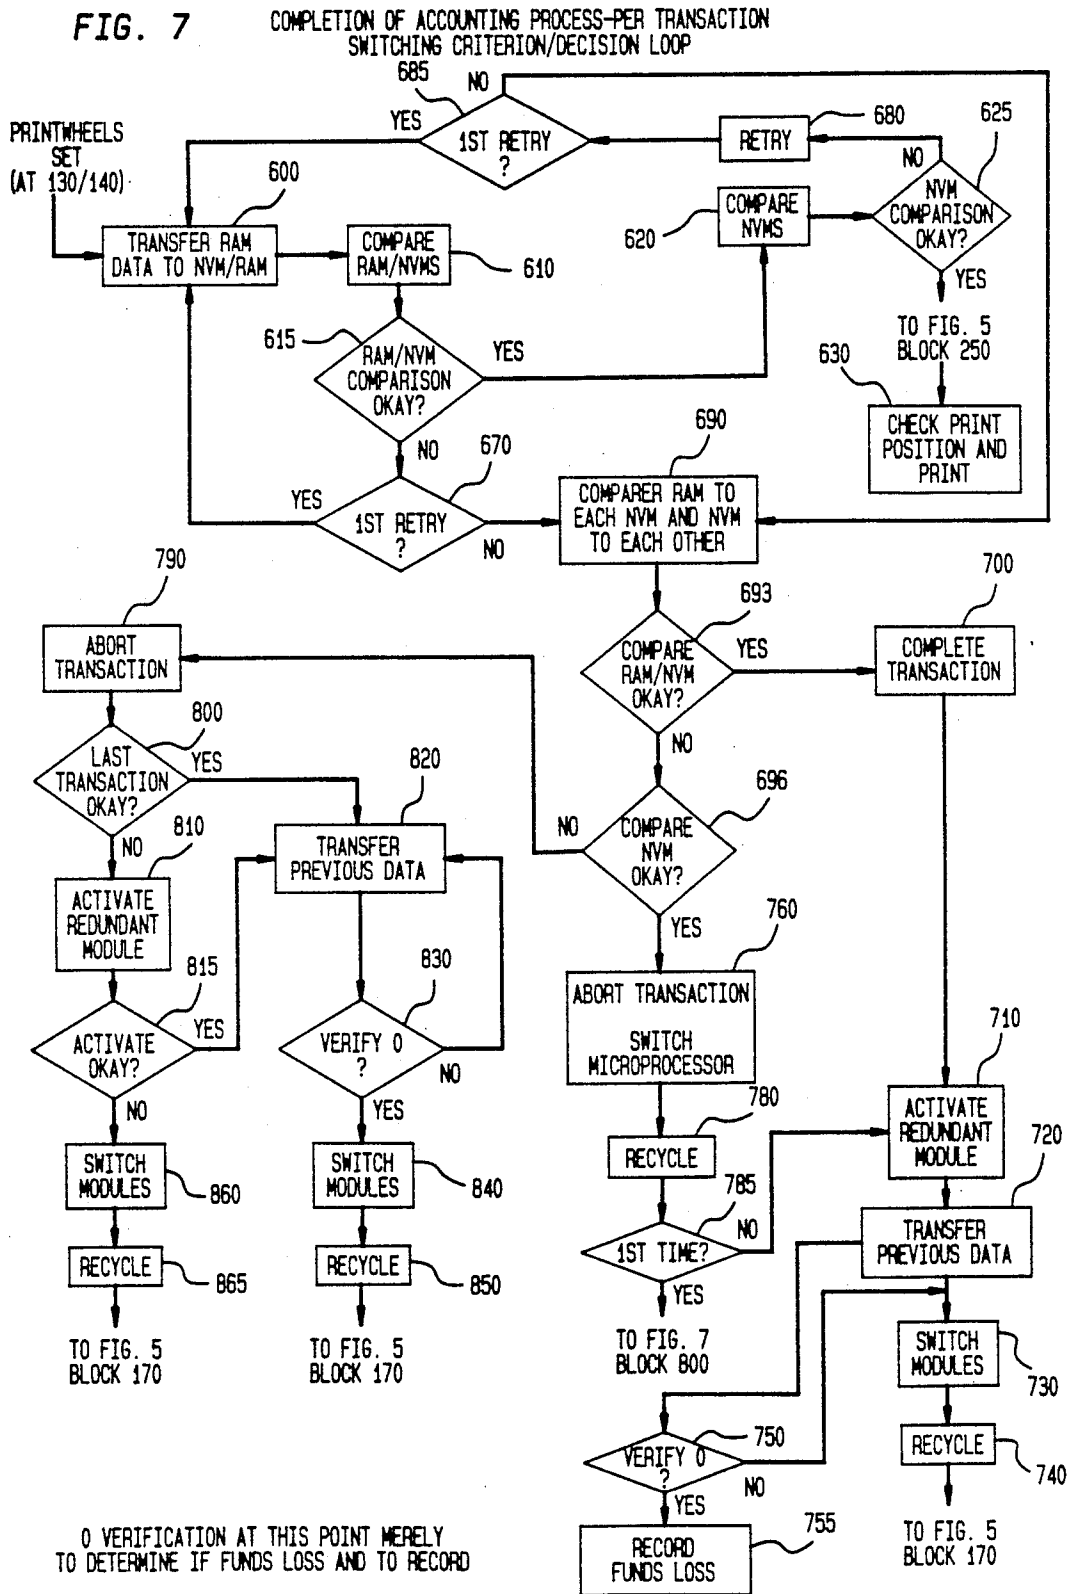 FIG. 7
COMPLETION OF ACCOUNTING PROCESS-PER TRANSACTION
SWITCHING CRITERION/DECISION LOOP
685
NO
YES
1ST RETRY
?
RETRY
680
625
NO
PRINTWHEELS
SET
(AT 130/140)
600
TRANSFER RAM
DATA TO NVM/RAM
COMPARE
RAM/NVMS
610
COMPARE
NVMS
620
NVM
COMPARISON
OKAY?
YES
TO FIG. 5
BLOCK 250
615
RAM/NVM
COMPARISON
OKAY?
YES
NO
630
CHECK PRINT
POSITION AND
PRINT
670
YES
1ST RETRY
?
NO
690
COMPARER RAM TO
EACH NVM AND NVM
TO EACH OTHER
790
ABORT
TRANSACTION
693
COMPARE
RAM/NVM
OKAY?
YES
NO
700
COMPLETE
TRANSACTION
800
LAST
TRANSACTION
OKAY?
YES
NO
820
TRANSFER
PREVIOUS DATA
696
NO
COMPARE
NVM
OKAY?
YES
810
ACTIVATE
REDUNDANT
MODULE
815
ACTIVATE
OKAY?
YES
NO
830
VERIFY 0
?
NO
YES
760
ABORT TRANSACTION
SWITCH
MICROPROCESSOR
780
RECYCLE
785
1ST TIME?
NO
YES
TO FIG. 7
BLOCK 800
710
ACTIVATE
REDUNDANT
MODULE
720
TRANSFER
PREVIOUS DATA
SWITCH
MODULES
860
RECYCLE
865
TO FIG. 5
BLOCK 170
SWITCH
MODULES
840
RECYCLE
850
TO FIG. 5
BLOCK 170
SWITCH
MODULES
730
RECYCLE
740
TO FIG. 5
BLOCK 170
750
VERIFY 0
?
NO
YES
RECORD
FUNDS LOSS
755
0 VERIFICATION AT THIS POINT MERELY
TO DETERMINE IF FUNDS LOSS AND TO RECORD